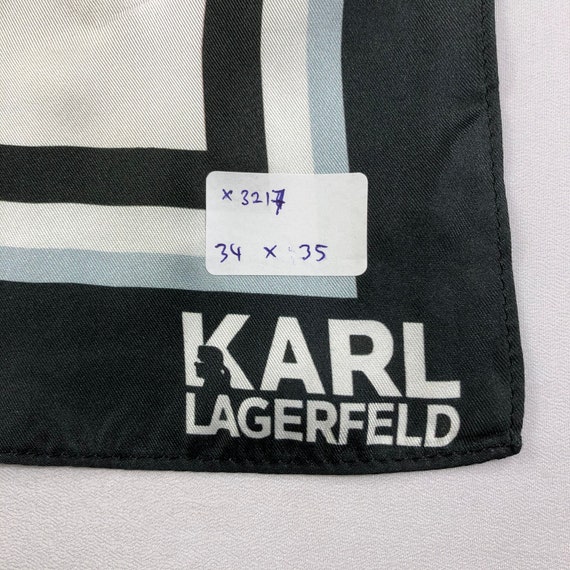 x 3217
34 x 35
KARL
LAGERFELD